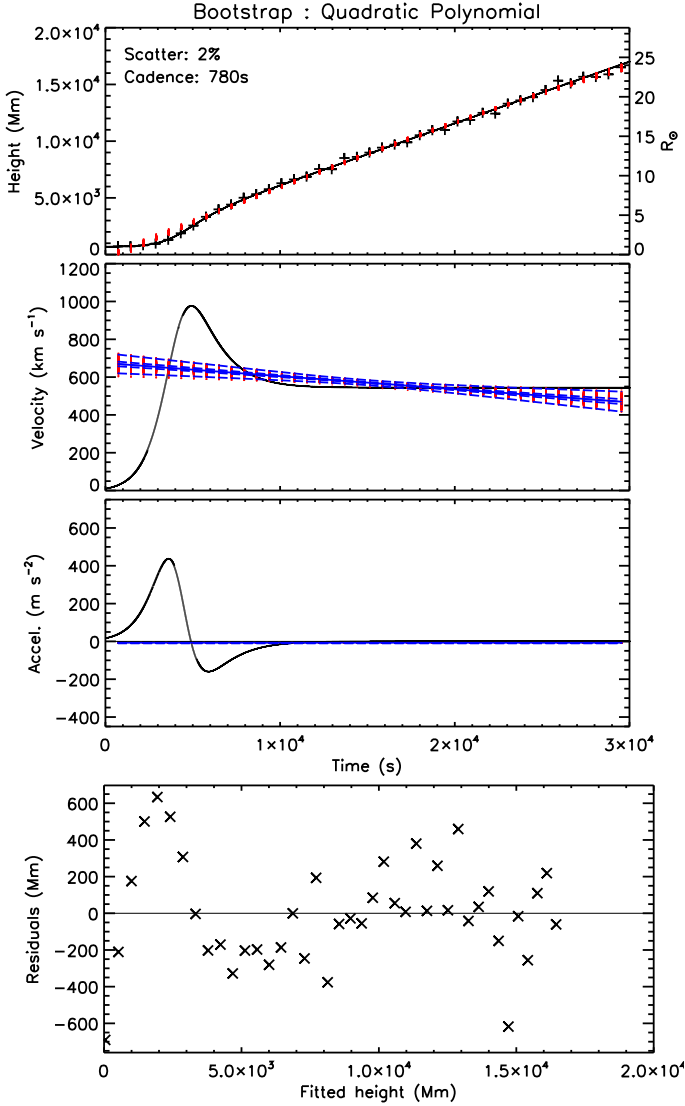 Bootstrap : Quadratic Polynomial
2.0×10⁴
1.5×10⁴
1.0×10⁴
5.0×10³
0
Height (Mm)
Scatter: 2%
Cadence: 780s
25
20
15
10
5
0
R☉
1200
1000
800
600
400
200
0
Velocity (km s⁻¹)
600
400
200
0
−200
−400
Accel. (m s⁻²)
0 1×10⁴ 2×10⁴ 3×10⁴
Time (s)
600
400
200
0
−200
−400
−600
Residuals (Mm)
0 5.0×10³ 1.0×10⁴ 1.5×10⁴ 2.0×10⁴
Fitted height (Mm)